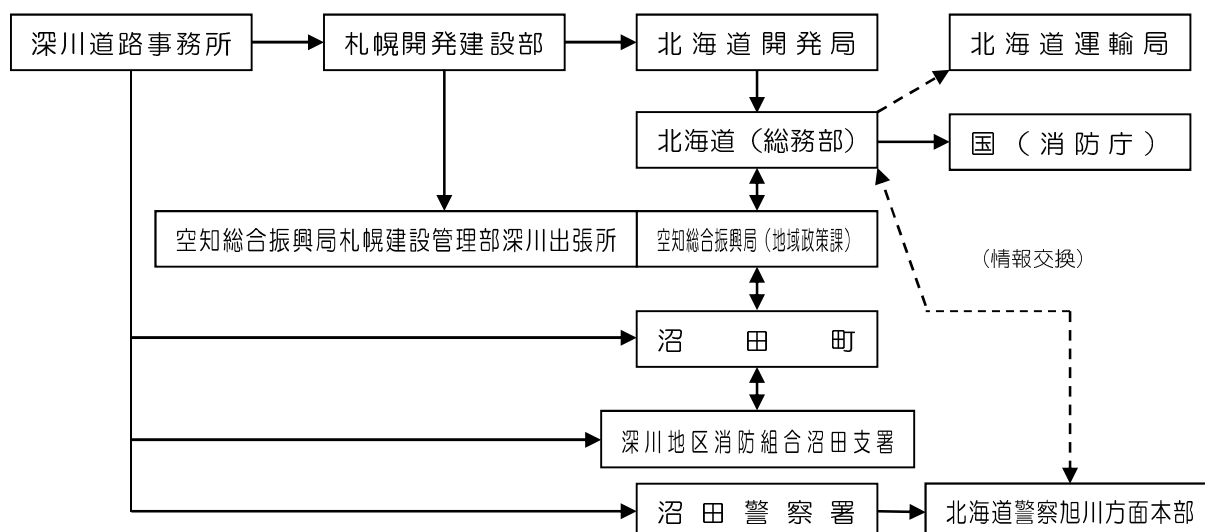 深川道路事務所
札幌開発建設部
北海道開発局
北海道運輸局
北海道（総務部）
国（消防庁）
空知総合振興局札幌建設管理部深川出張所
空知総合振興局（地域政策課）
（情報交換）
沼田町
深川地区消防組合沼田支署
沼田警察署
北海道警察旭川方面本部